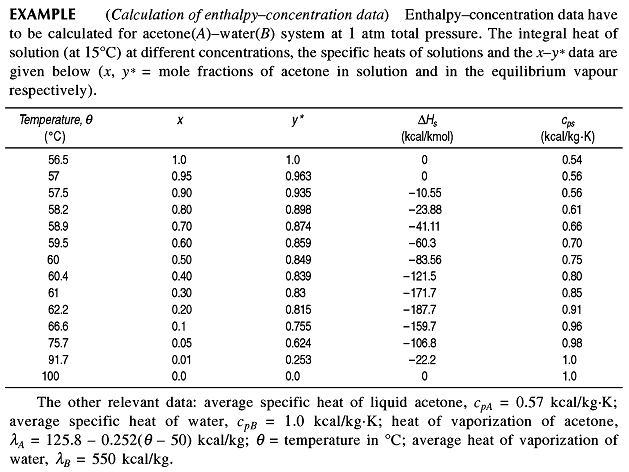 EXAMPLE (Calculation of enthalpy–concentration data) Enthalpy–concentration data have
to be calculated for acetone(A)–water(B) system at 1 atm total pressure. The integral heat of
solution (at 15°C) at different concentrations, the specific heats of solutions and the x–y* data are
given below (x, y* = mole fractions of acetone in solution and in the equilibrium vapour
respectively).
Temperature, θ x y* ΔHs cps
(°C) (kcal/kmol) (kcal/kg·K)
56.5 1.0 1.0 0 0.54
57 0.95 0.963 0 0.56
57.5 0.90 0.935 –10.55 0.56
58.2 0.80 0.898 –23.88 0.61
58.9 0.70 0.874 –41.11 0.66
59.5 0.60 0.859 –60.3 0.70
60 0.50 0.849 –83.56 0.75
60.4 0.40 0.839 –121.5 0.80
61 0.30 0.83 –171.7 0.85
62.2 0.20 0.815 –187.7 0.91
66.6 0.1 0.755 –159.7 0.96
75.7 0.05 0.624 –106.8 0.98
91.7 0.01 0.253 –22.2 1.0
100 0.0 0.0 0 1.0
The other relevant data: average specific heat of liquid acetone, cpA = 0.57 kcal/kg·K;
average specific heat of water, cpB = 1.0 kcal/kg·K; heat of vaporization of acetone,
λA = 125.8 – 0.252(θ – 50) kcal/kg; θ = temperature in °C; average heat of vaporization of
water, λB = 550 kcal/kg.